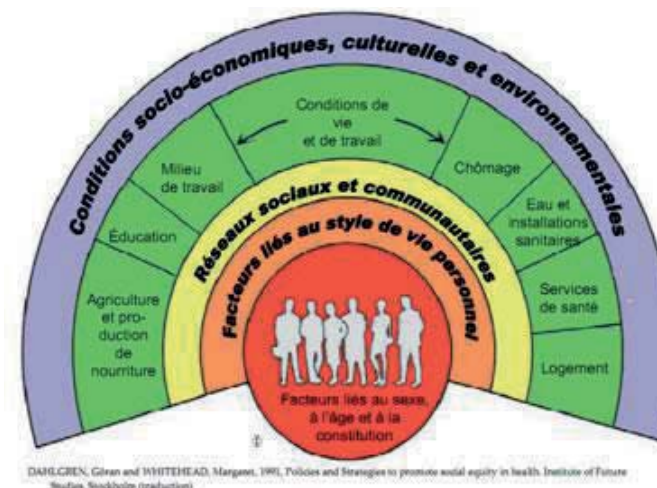 Conditions socio-économiques, culturelles et environnementales
Conditions de
vie
et de travail
Milieu
de travail
Chômage
Éducation
Eau et
installations
sanitaires
Agriculture
et pro-
duction
de
nourriture
Services
de santé
Logement
Réseaux sociaux et communautaires
Facteurs liés au style de vie personnel
Facteurs liés au sexe,
à l'âge et à la
constitution
DAHLGREN, Göran and WHITEHEAD, Margaret, 1991, Policies and Strategies to promote social equity in health. Institute of Future
Studies, Stockholm (traduction)